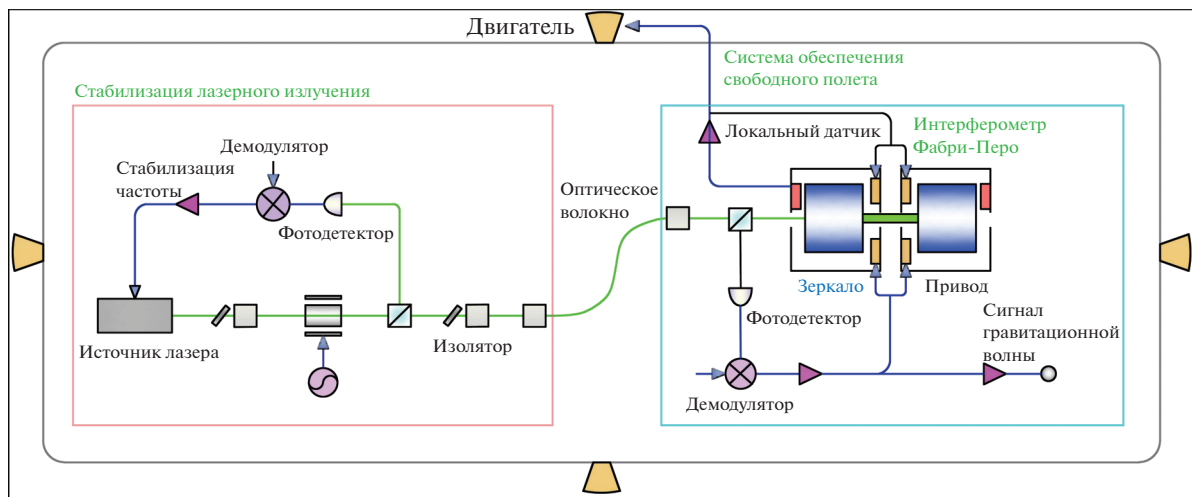 Двигатель
Система обеспечения
свободного полета
Стабилизация лазерного излучения
Локальный датчик
Интерферометр
Фабри-Перо
Демодулятор
Стабилизация
частоты
Фотодетектор
Оптическое
волокно
Зеркало
Привод
Фотодетектор
Сигнал
гравитационной
волны
Источник лазера
Изолятор
Демодулятор